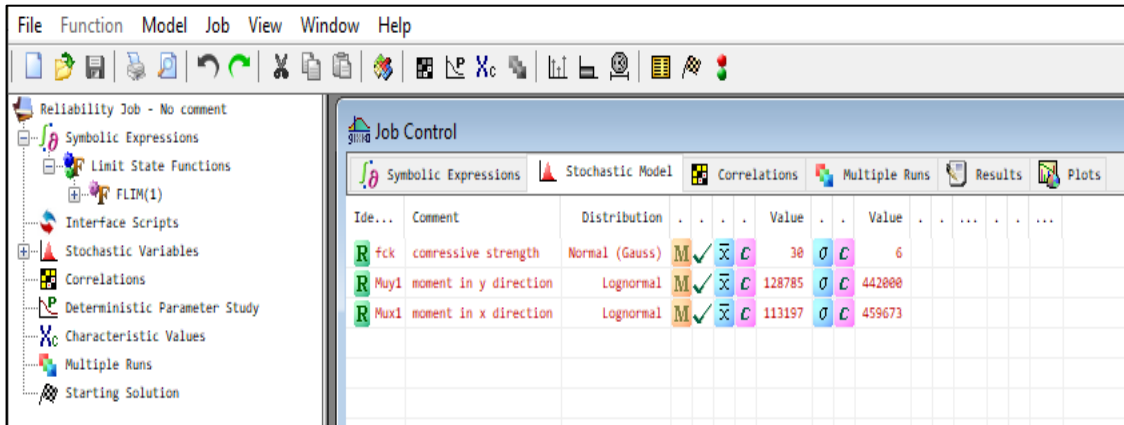 File Function Model Job View Window Help
Reliability Job - No comment
Symbolic Expressions
Limit State Functions
FLIM(1)
Interface Scripts
Stochastic Variables
Correlations
Deterministic Parameter Study
Characteristic Values
Multiple Runs
Starting Solution
Job Control
Symbolic Expressions Stochastic Model Correlations Multiple Runs Results Plots
Ide... Comment Distribution . . . . Value . . Value . . ... . . ...
R fck comressive strength Normal (Gauss) M x C 30 σ C 6
R Muy1 moment in y direction Lognormal M x C 128785 σ C 442000
R Mux1 moment in x direction Lognormal M x C 113197 σ C 459673